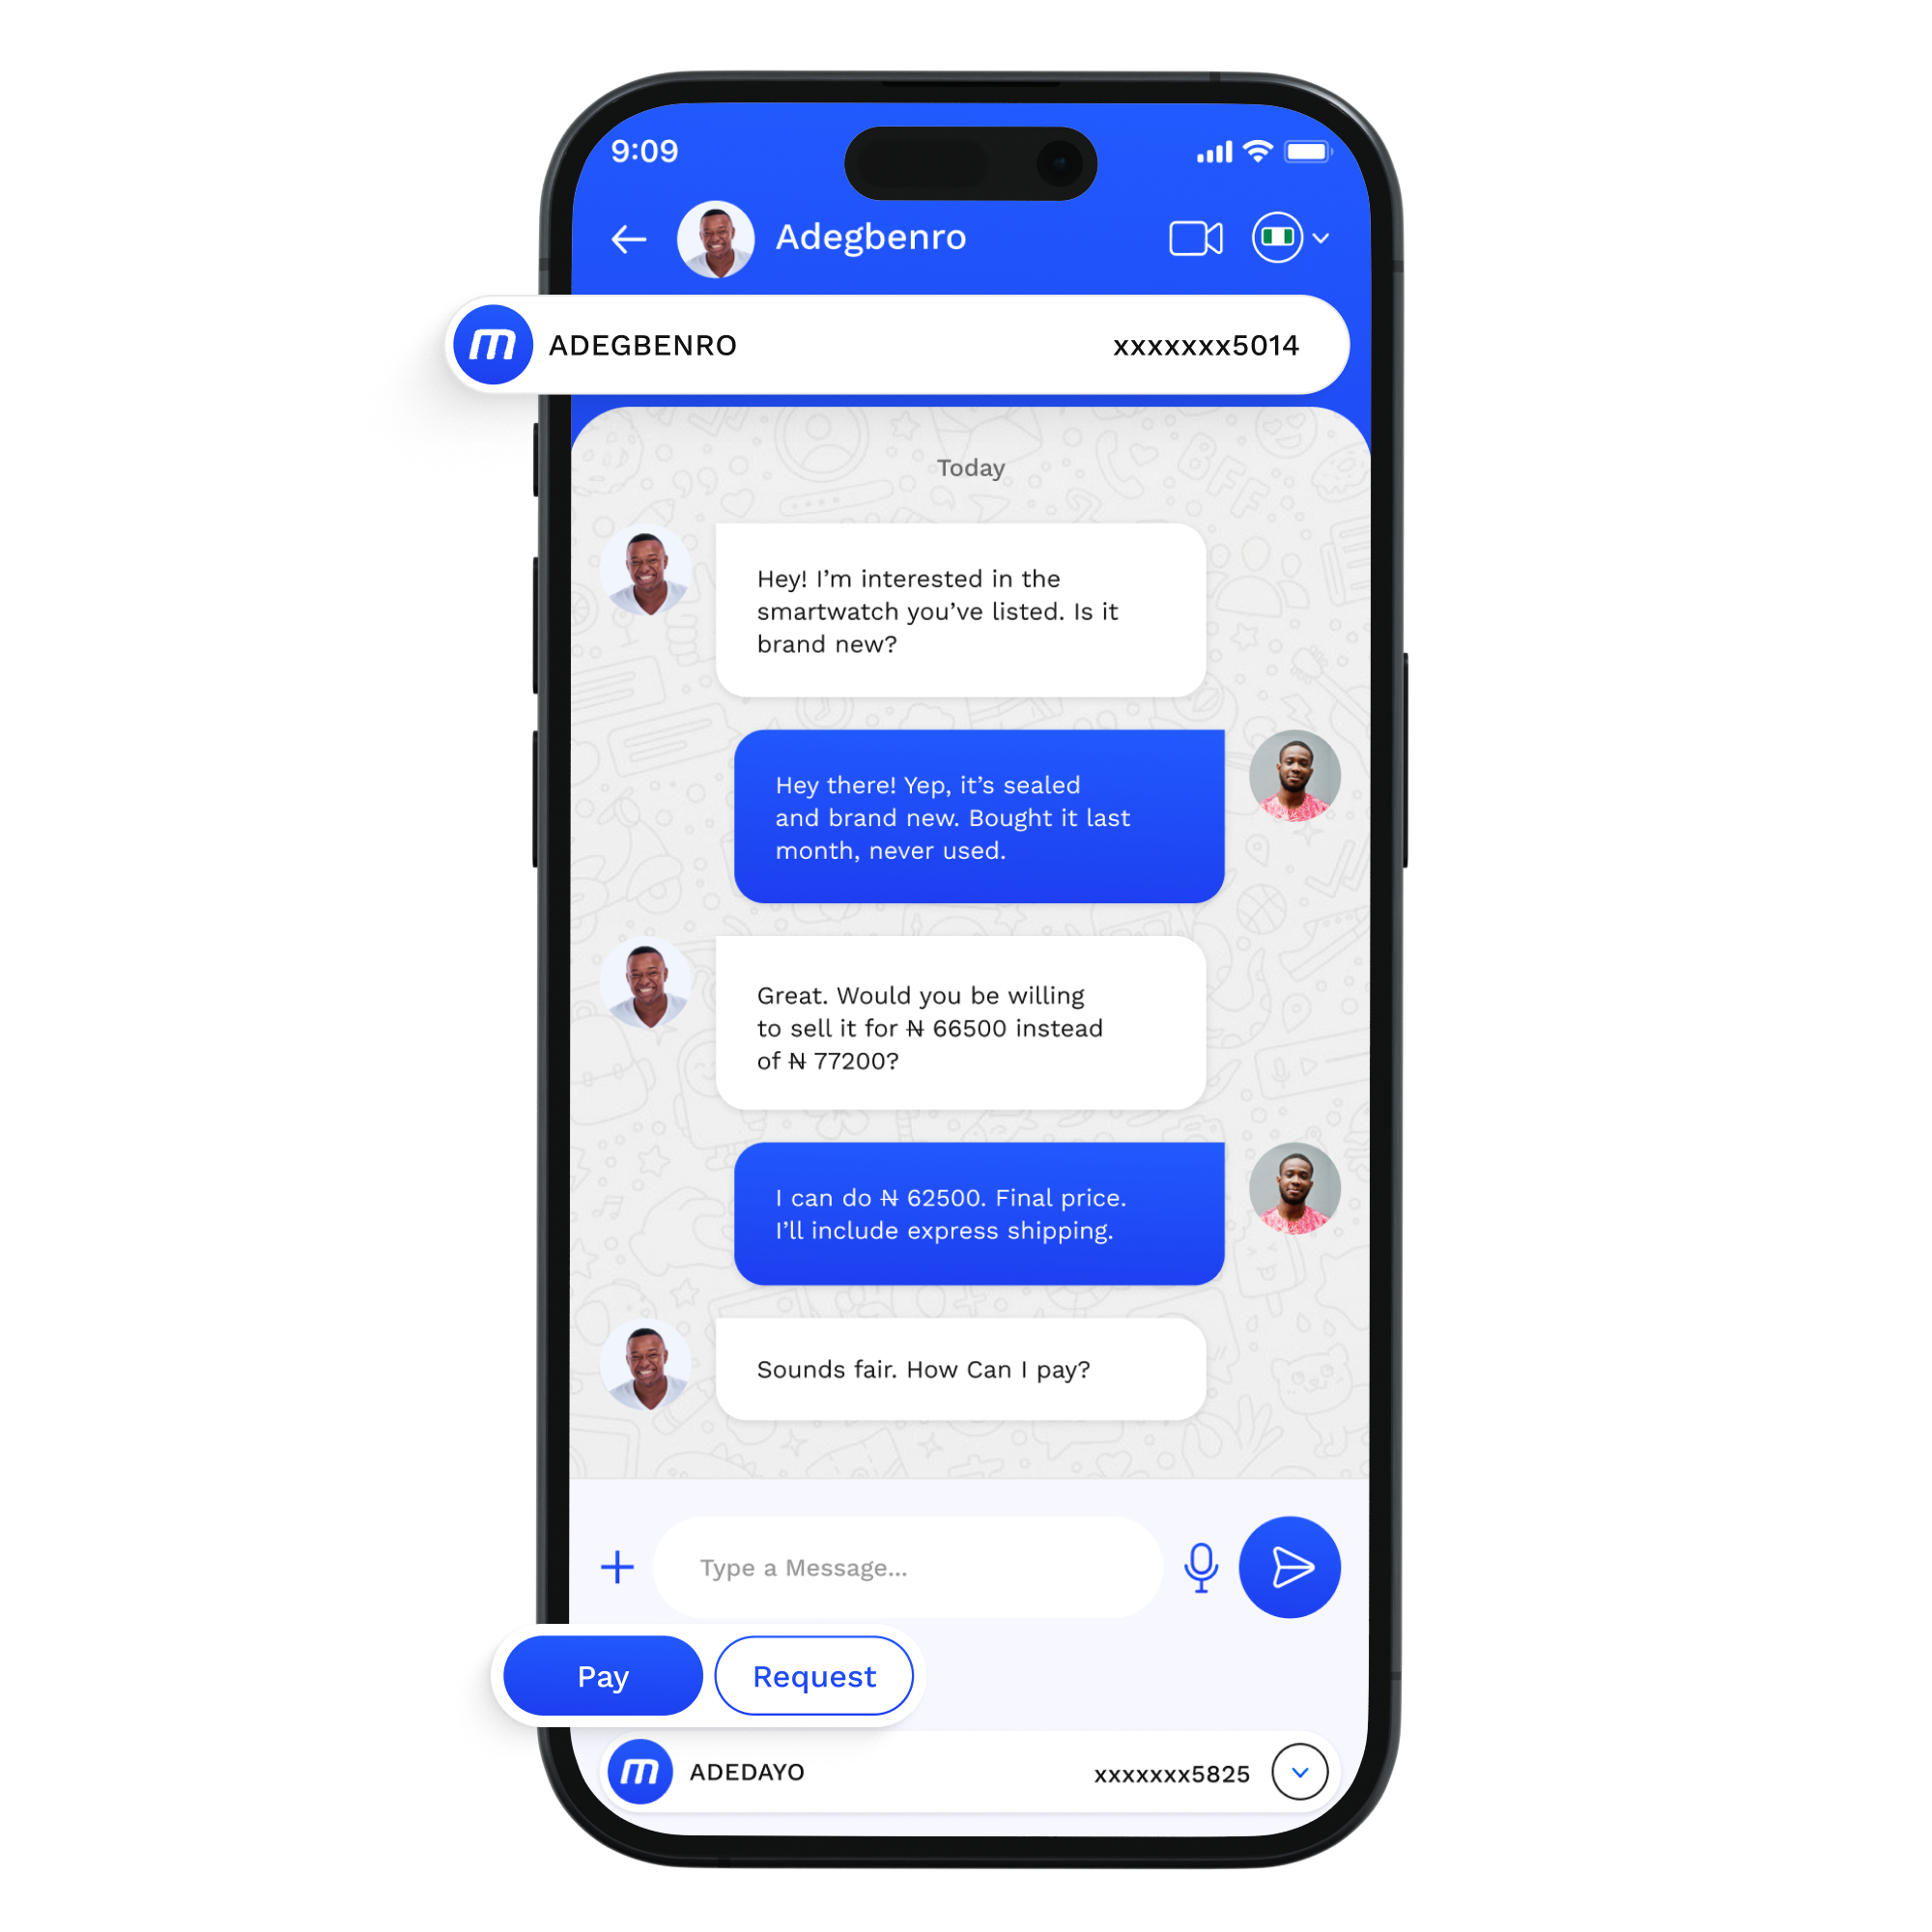 9:09
Adegbenro
m ADEGBENRO xxxxxxx5014
Today
Hey! I’m interested in the
smartwatch you’ve listed. Is it
brand new?
Hey there! Yep, it’s sealed
and brand new. Bought it last
month, never used.
Great. Would you be willing
to sell it for ₦ 66500 instead
of ₦ 77200?
I can do ₦ 62500. Final price.
I’ll include express shipping.
Sounds fair. How Can I pay?
Type a Message...
Pay Request
m ADEDAYO xxxxxxx5825
BFF